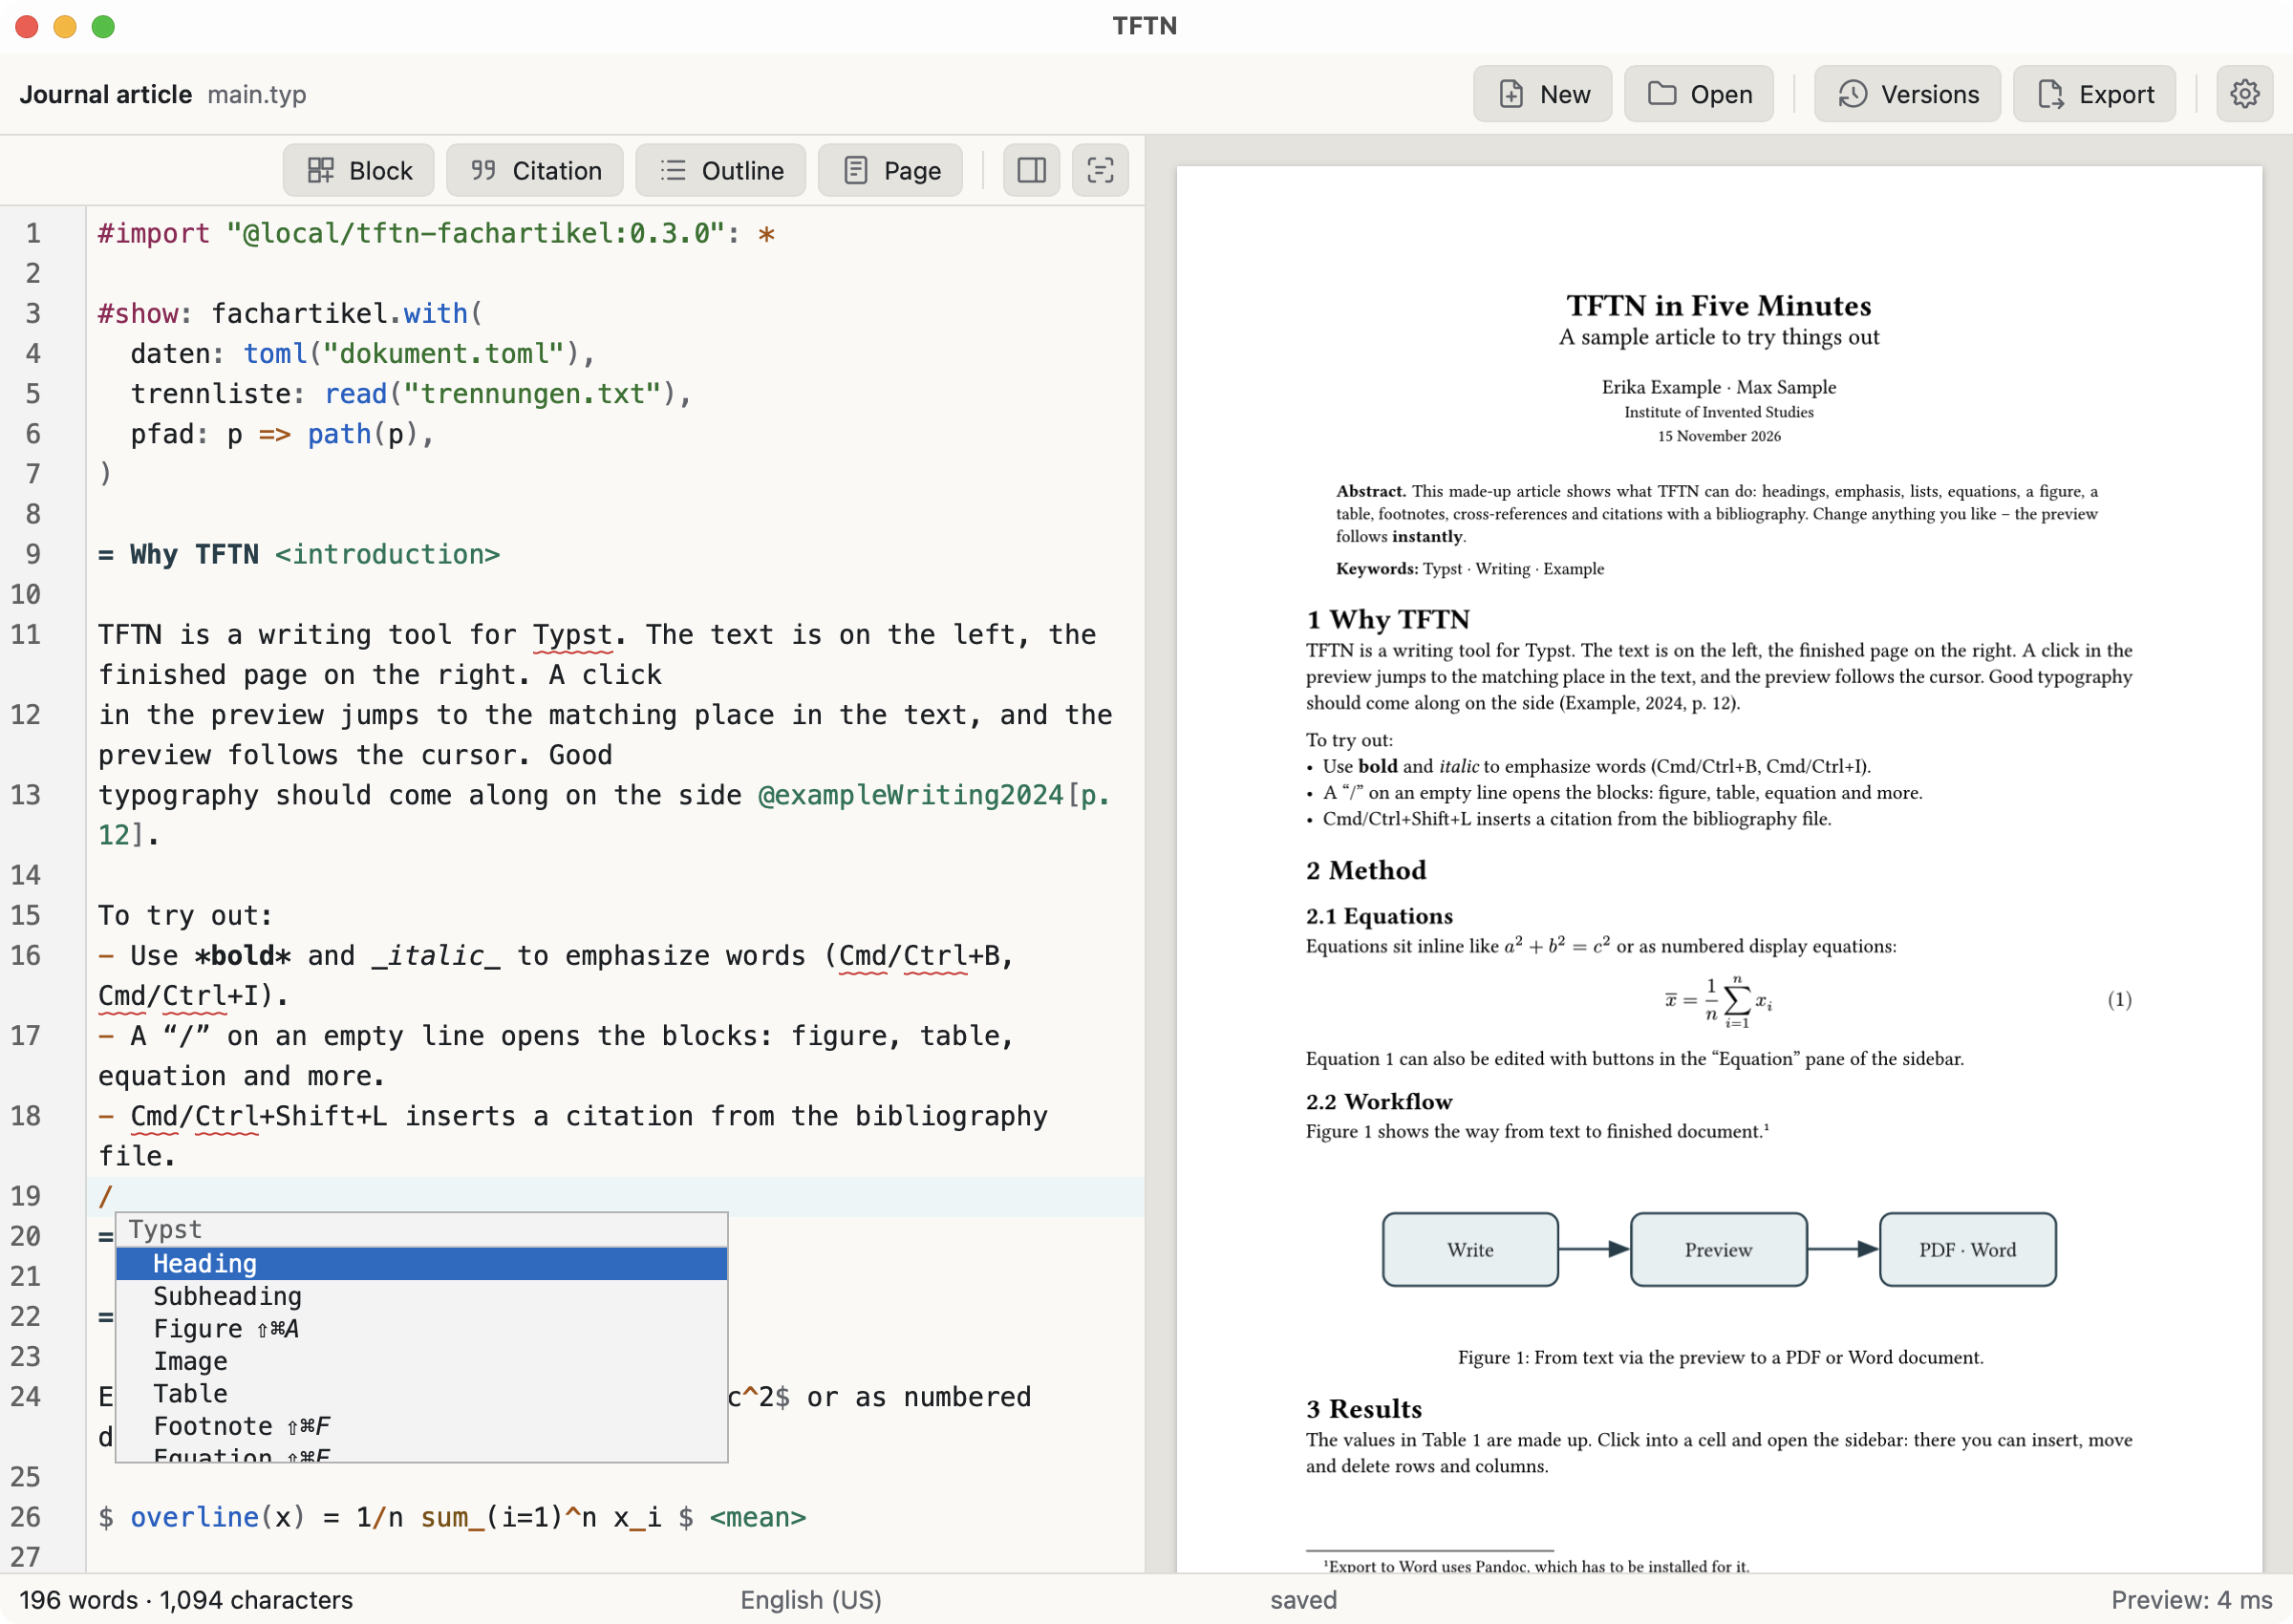 TFTN
Journal article main.typ
New
Open
Versions
Export
Block
Citation
Outline
Page
1 #import "@local/tftn-fachartikel:0.3.0": *
2
3 #show: fachartikel.with(
4 daten: toml("dokument.toml"),
5 trennliste: read("trennungen.txt"),
6 pfad: p => path(p),
7 )
8
9 = Why TFTN <introduction>
10
11 TFTN is a writing tool for Typst. The text is on the left, the
finished page on the right. A click
12 in the preview jumps to the matching place in the text, and the
preview follows the cursor. Good
13 typography should come along on the side @exampleWriting2024[p.
12].
14
15 To try out:
16 - Use *bold* and _italic_ to emphasize words (Cmd/Ctrl+B,
Cmd/Ctrl+I).
17 - A “/” on an empty line opens the blocks: figure, table,
equation and more.
18 - Cmd/Ctrl+Shift+L inserts a citation from the bibliography
file.
19 /
Typst
Heading
Subheading
Figure ⇧⌘A
Image
Table
Footnote ⇧⌘F
Equation ⇧⌘E
20 =
21
22 =
23
24 E c^2$ or as numbered
d
25
26 $ overline(x) = 1/n sum_(i=1)^n x_i $ <mean>
27
TFTN in Five Minutes
A sample article to try things out
Erika Example · Max Sample
Institute of Invented Studies
15 November 2026
Abstract. This made-up article shows what TFTN can do: headings, emphasis, lists, equations, a figure, a
table, footnotes, cross-references and citations with a bibliography. Change anything you like – the preview
follows instantly.
Keywords: Typst · Writing · Example
1 Why TFTN
TFTN is a writing tool for Typst. The text is on the left, the finished page on the right. A click in the
preview jumps to the matching place in the text, and the preview follows the cursor. Good typography
should come along on the side (Example, 2024, p. 12).
To try out:
• Use bold and italic to emphasize words (Cmd/Ctrl+B, Cmd/Ctrl+I).
• A “/” on an empty line opens the blocks: figure, table, equation and more.
• Cmd/Ctrl+Shift+L inserts a citation from the bibliography file.
2 Method
2.1 Equations
Equations sit inline like a² + b² = c² or as numbered display equations:
x̅ = 1/n ∑_{i=1}^{n} x_i (1)
Equation 1 can also be edited with buttons in the “Equation” pane of the sidebar.
2.2 Workflow
Figure 1 shows the way from text to finished document.¹
Write
Preview
PDF · Word
Figure 1: From text via the preview to a PDF or Word document.
3 Results
The values in Table 1 are made up. Click into a cell and open the sidebar: there you can insert, move
and delete rows and columns.
¹Export to Word uses Pandoc, which has to be installed for it.
196 words · 1,094 characters
English (US)
saved
Preview: 4 ms